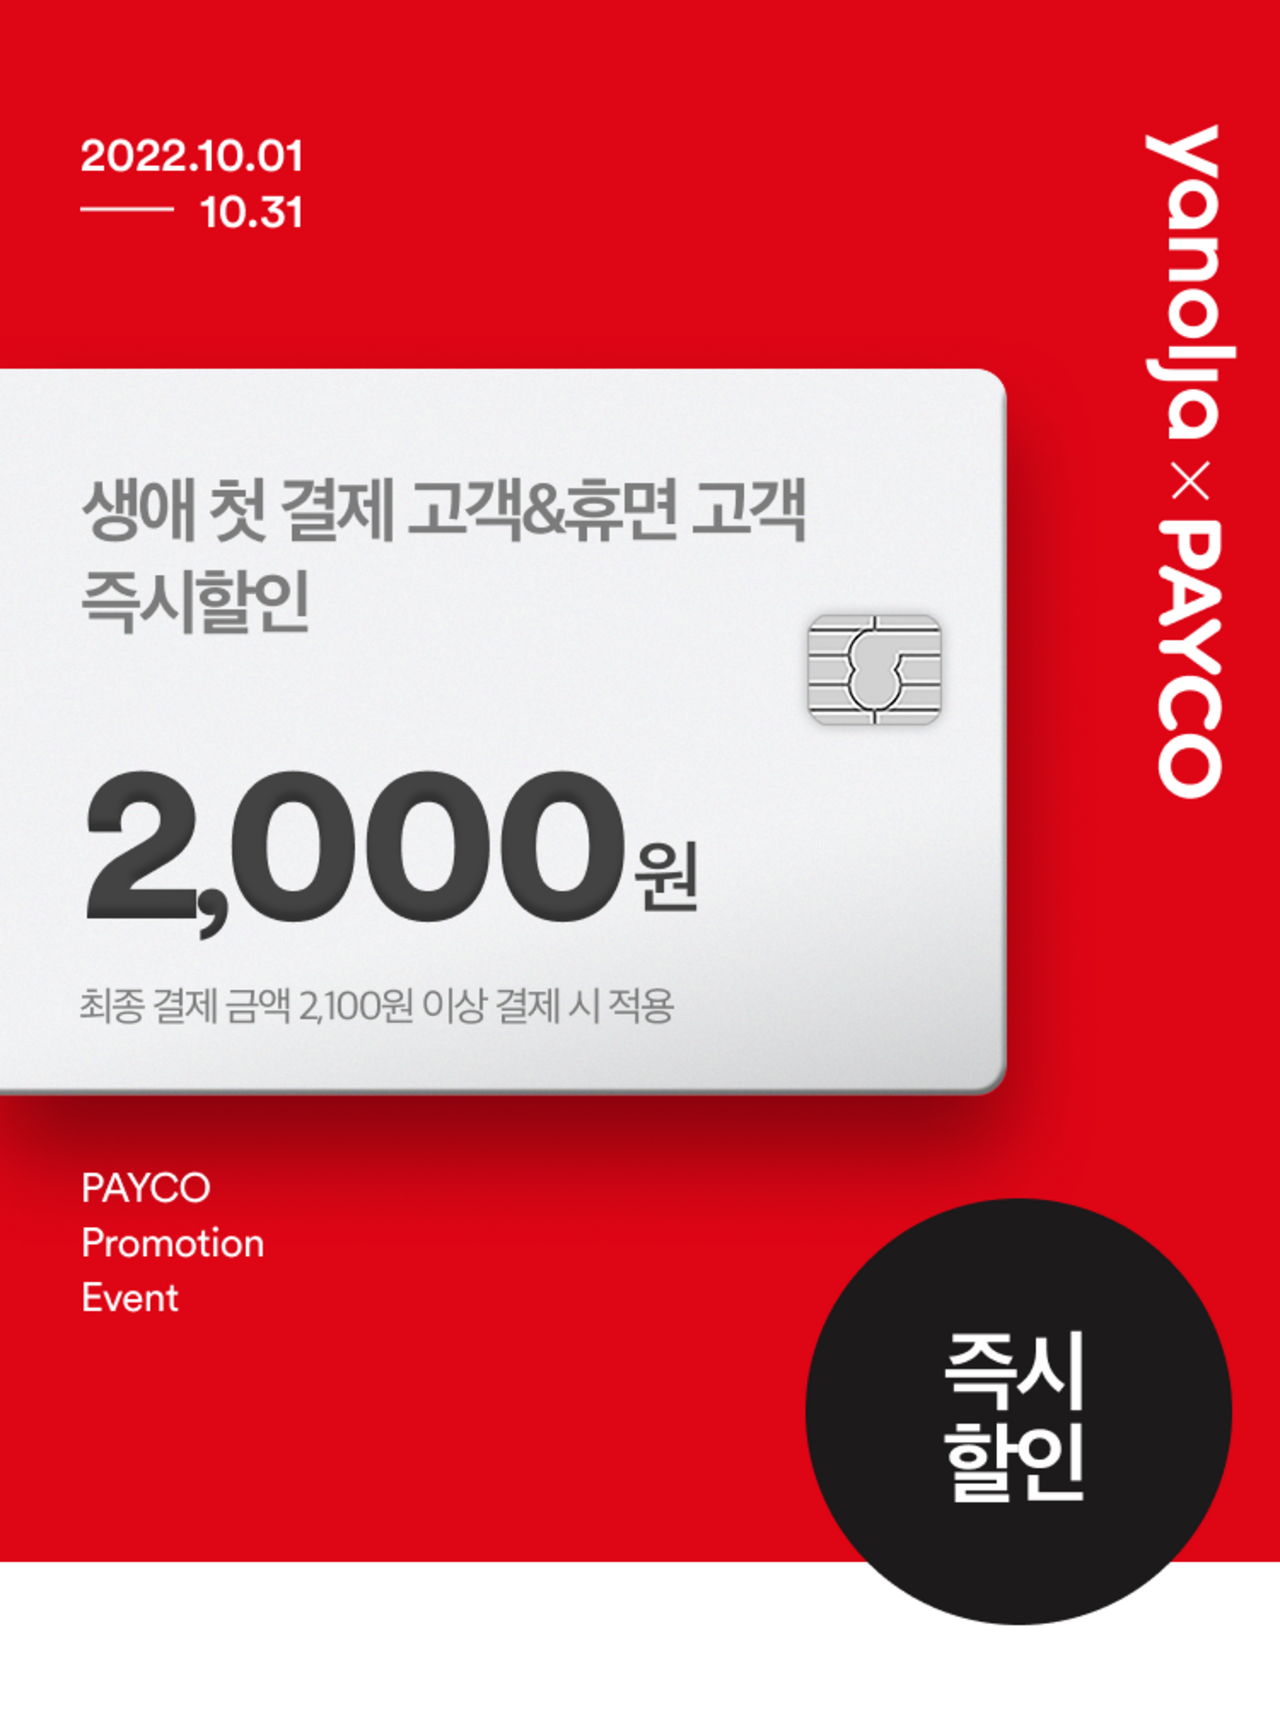 2022.10.01
10.31
yanolja × PAYCO
생애 첫 결제 고객&휴면 고객
즉시할인
2,000원
최종 결제 금액 2,100원 이상 결제 시 적용
PAYCO
Promotion
Event
즉시
할인